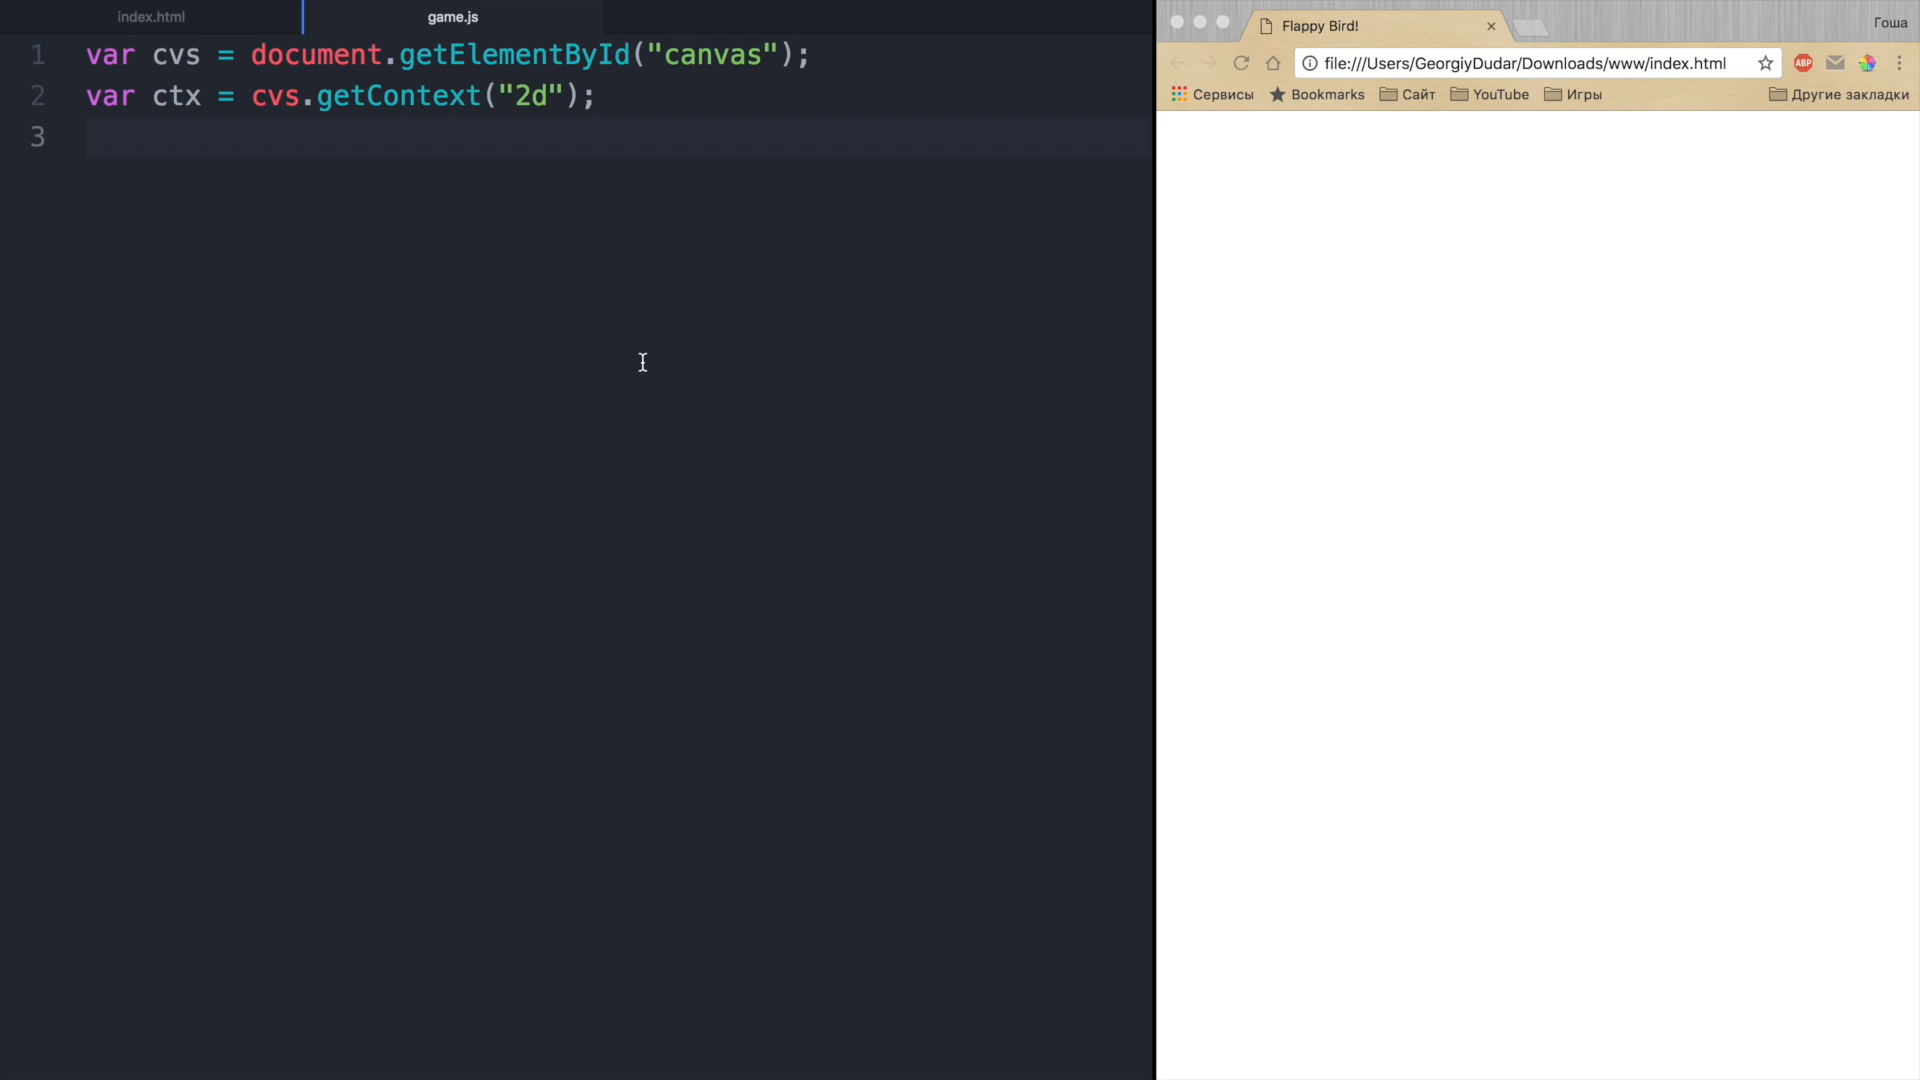 index.html
game.js
1 var cvs = document.getElementById("canvas");
2 var ctx = cvs.getContext("2d");
3
Flappy Bird!
Гоша
file:///Users/GeorgiyDudar/Downloads/www/index.html
ABP
Сервисы Bookmarks Сайт YouTube Игры Другие закладки